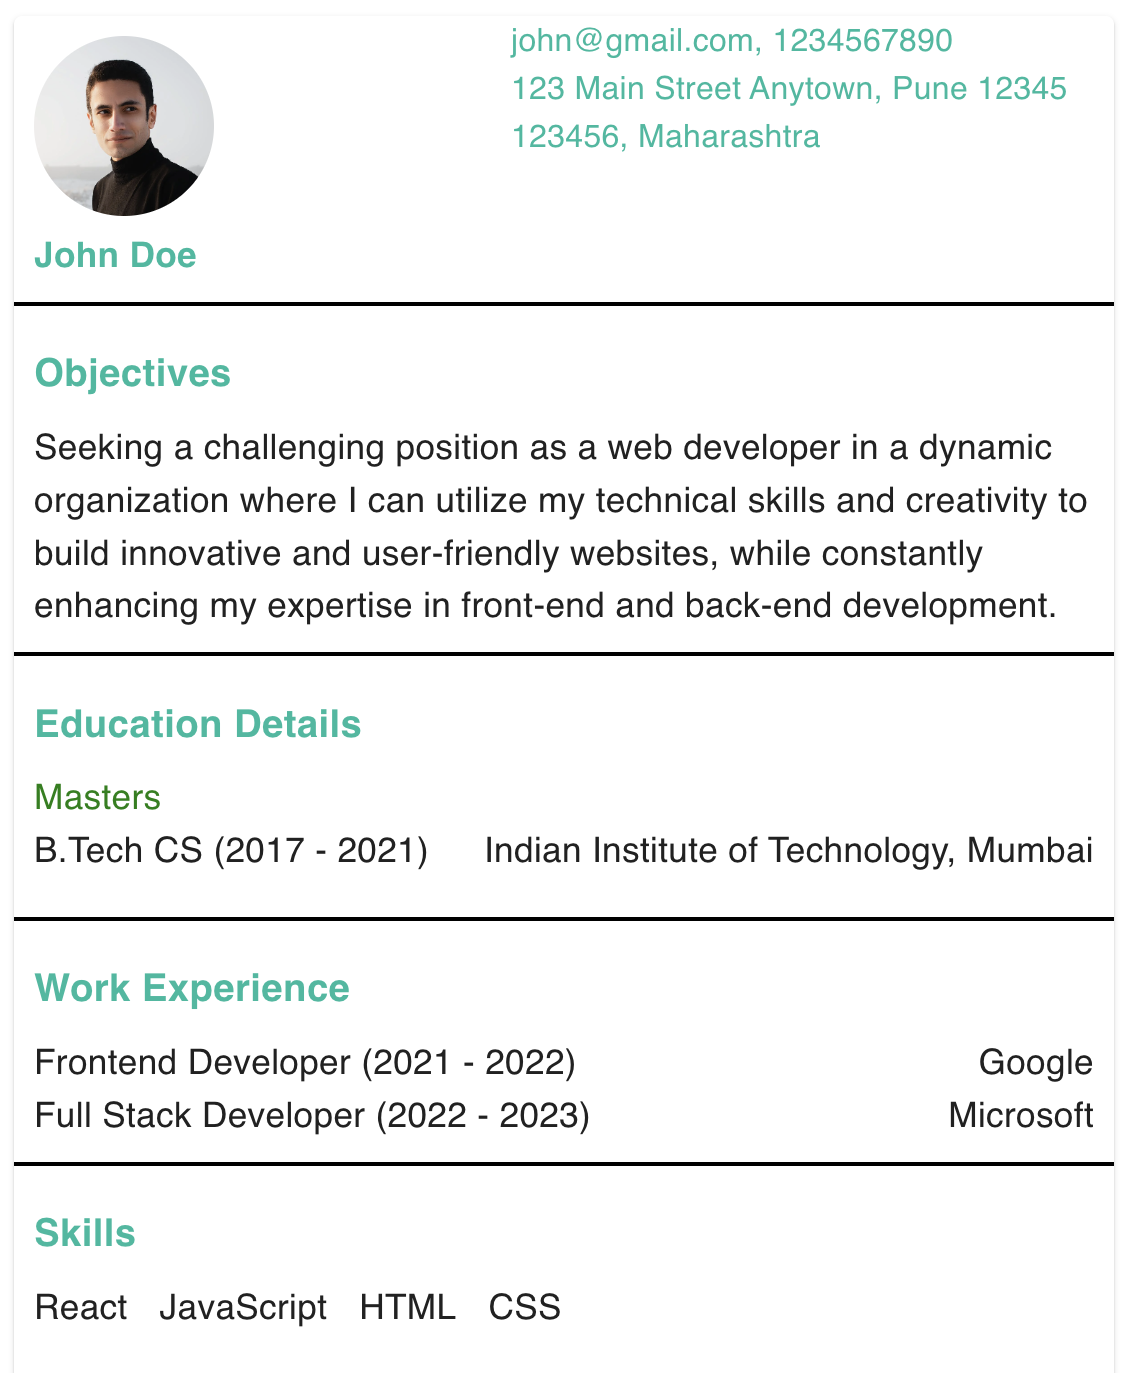 john@gmail.com, 1234567890
123 Main Street Anytown, Pune 12345
123456, Maharashtra
John Doe
Objectives
Seeking a challenging position as a web developer in a dynamic
organization where I can utilize my technical skills and creativity to
build innovative and user-friendly websites, while constantly
enhancing my expertise in front-end and back-end development.
Education Details
Masters
B.Tech CS (2017 - 2021) Indian Institute of Technology, Mumbai
Work Experience
Frontend Developer (2021 - 2022) Google
Full Stack Developer (2022 - 2023) Microsoft
Skills
React JavaScript HTML CSS